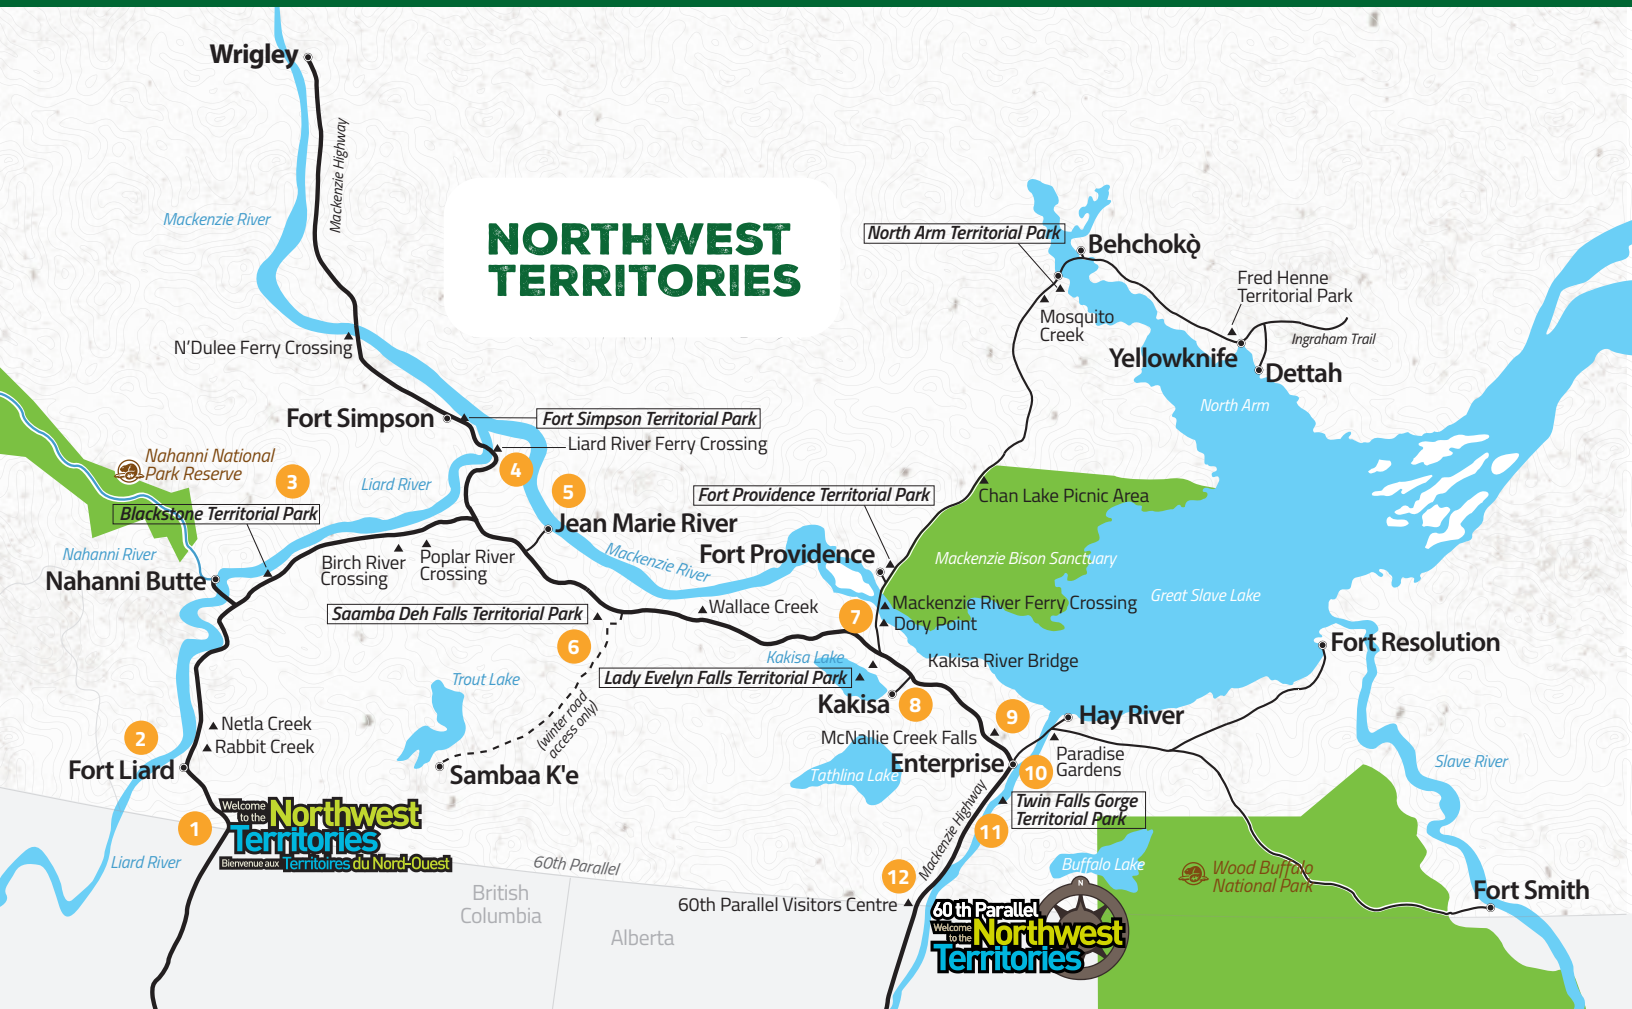 Wrigley
Mackenzie Highway
Mackenzie River
NORTHWEST
TERRITORIES
North Arm Territorial Park
Behchokǫ̀
Fred Henne
Territorial Park
Mosquito
Creek
Ingraham Trail
N'Dulee Ferry Crossing
Yellowknife
Dettah
North Arm
Fort Simpson
Fort Simpson Territorial Park
Liard River Ferry Crossing
Nahanni National
Park Reserve
3
4
Liard River
5
Fort Providence Territorial Park
Chan Lake Picnic Area
Blackstone Territorial Park
Jean Marie River
Nahanni River
Birch River
Crossing
Poplar River
Crossing
Mackenzie River
Fort Providence
Mackenzie Bison Sanctuary
Nahanni Butte
Great Slave Lake
Saamba Deh Falls Territorial Park
Wallace Creek
7
Mackenzie River Ferry Crossing
Dory Point
6
Kakisa Lake
Kakisa River Bridge
Fort Resolution
Trout Lake
Lady Evelyn Falls Territorial Park
(winter road
access only)
Kakisa
8
9
Hay River
Netla Creek
Rabbit Creek
2
McNallie Creek Falls
Paradise
Gardens
Fort Liard
Sambaa K'e
Tathlina Lake
Enterprise
10
Slave River
1
Welcome
to the
Northwest
Territories
Bienvenue aux Territoires du Nord-Ouest
Mackenzie Highway
Twin Falls Gorge
Territorial Park
11
Liard River
60th Parallel
Buffalo Lake
Wood Buffalo
National Park
12
British
Columbia
Alberta
60th Parallel Visitors Centre
N
60th Parallel
Welcome
to the
Northwest
Territories
Fort Smith